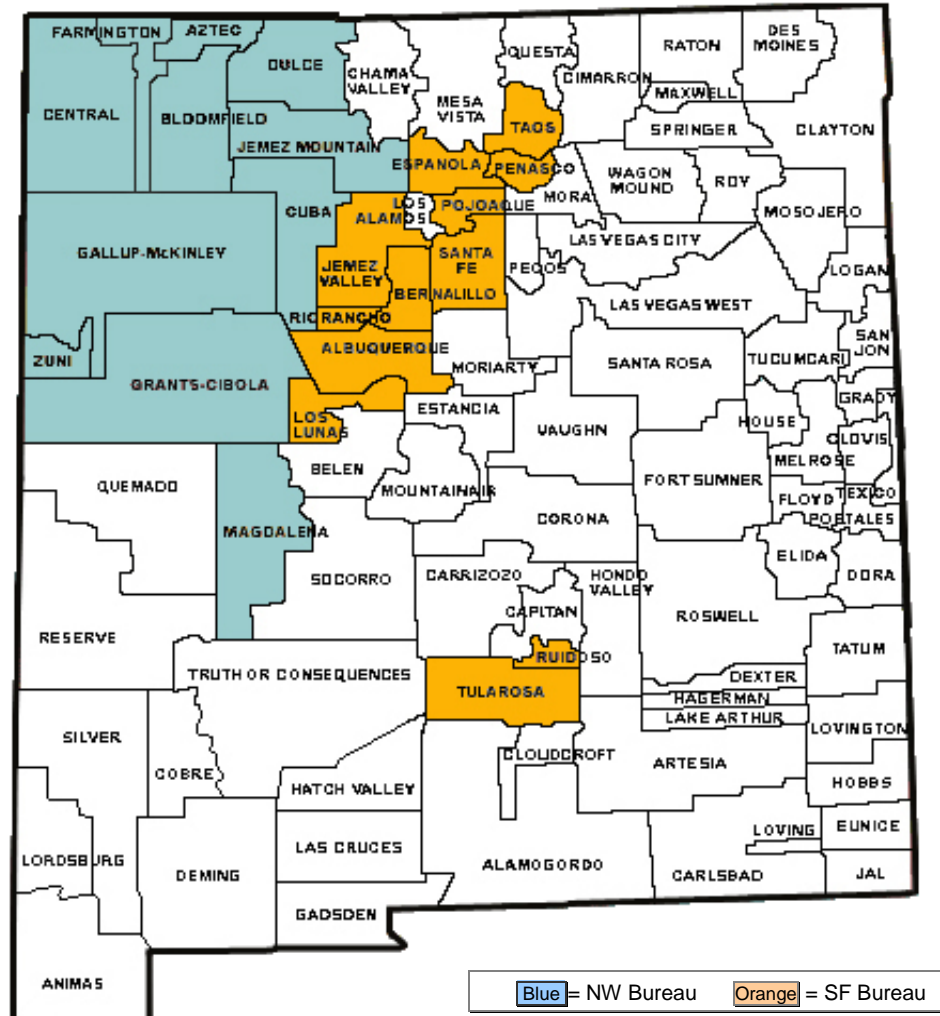 FARMINGTON
AZTEC
DULCE
CHAMA
VALLEY
QUESTA
RATON
DES
MOINES
CENTRAL
BLOOMFIELD
MESA
VISTA
CIMARRON
MAXWELL
TAOS
SPRINGER
CLAYTON
JEMEZ MOUNTAIN
ESPANOLA
PENASCO
WAGON
MOUND
ROY
MORA
CUBA
LOS
ALAMOS
POJOAQUE
MOSQJERO
GALLUP-McKINLEY
JEMEZ
VALLEY
SANTA
FE
PECOS
LAS VEGAS CITY
LOGAN
BERNALILLO
LAS VEGAS WEST
RIO RANCHO
ZUNI
ALBUQUERQUE
MORIARTY
SANTA ROSA
TUCUMCARI
SAN
JON
GRANTS-CIBOLA
LOS
LUNAS
ESTANCIA
VAUGHN
HOUSE
GRADY
CLOVIS
BELEN
MELROSE
QUEMADO
MOUNTAINAIR
FORT SUMNER
FLOYD
TEXICO
PORTALES
MAGDALENA
CORONA
ELIDA
SOCORRO
CARRIZOZO
HONDO
VALLEY
DORA
CAPITAN
ROSWELL
RESERVE
RUIDOSO
TATUM
TRUTH OR CONSEQUENCES
TULAROSA
DEXTER
HAGERMAN
LAKE ARTHUR
LOVINGTON
SILVER
COBRE
CLOUDCROFT
ARTESIA
HATCH VALLEY
HOBBS
LOVING
EUNICE
LAS CRUCES
LORDSBURG
DEMING
ALAMOGORDO
CARLSBAD
JAL
GADSDEN
ANIMAS
Blue = NW Bureau Orange = SF Bureau